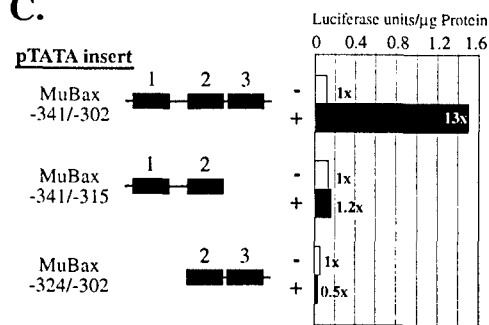 C.
Luciferase units/µg Protein
0 0.4 0.8 1.2 1.6
pTATA insert
1 2 3
MuBax
-341/-302
- 1x
+ 13x
1 2
MuBax
-341/-315
- 1x
+ 1.2x
2 3
MuBax
-324/-302
- 1x
+ 0.5x